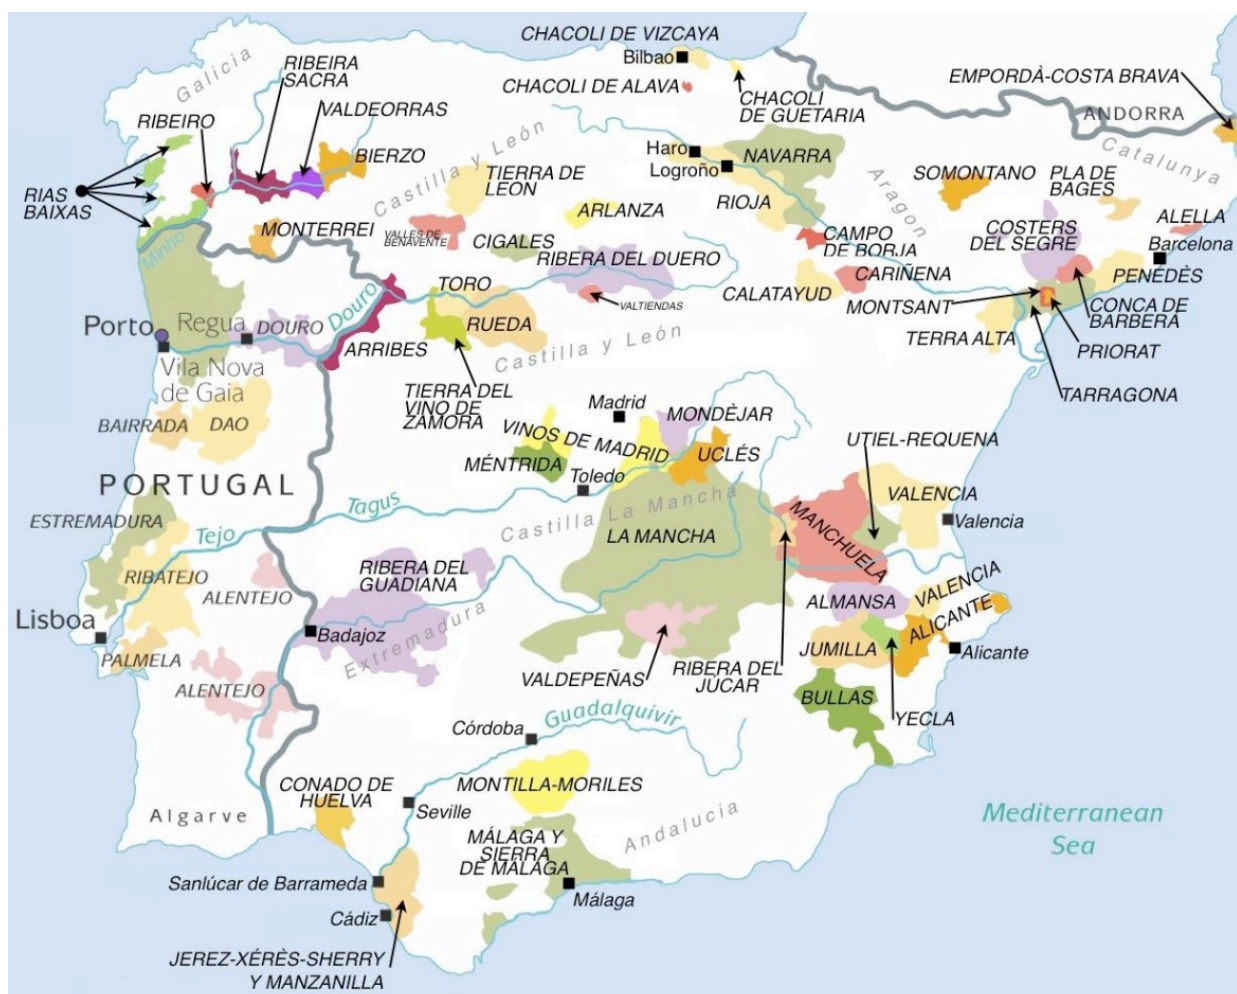 CHACOLI DE VIZCAYA
Bilbao
Galicia
RIBEIRA
SACRA
EMPORDÀ-COSTA BRAVA
CHACOLI DE ALAVA
CHACOLI
DE GUETARIA
ANDORRA
VALDEORRAS
RIBEIRO
BIERZO
Castilla y León
Haro
Logroño
NAVARRA
Catalunya
RIAS
BAIXAS
TIERRA DE
LEON
SOMONTANO
PLA DE
BAGES
Aragon
RIOJA
ARLANZA
ALELLA
Barcelona
MONTERREI
VALLES DE
BENAVENTE
CIGALES
CAMPO
DE BORJA
COSTERS
DEL SEGRE
Minho
RIBERA DEL DUERO
CARIÑENA
PENEDÈS
TORO
VALTIENDAS
CALATAYUD
MONTSANT
CONCA DE
BARBERA
Porto
Regua
DOURO
Douro
RUEDA
Castilla y León
TERRA ALTA
PRIORAT
ARRIBES
Vila Nova
de Gaia
TARRAGONA
TIERRA DEL
VINO DE
ZAMORA
BAIRRADA
DAO
Madrid
MONDÈJAR
VINOS DE MADRID
UTIEL-REQUENA
UCLÉS
MÉNTRIDA
Toledo
PORTUGAL
VALENCIA
Tagus
Castilla La Mancha
MANCHUELA
Valencia
ESTREMADURA
Tejo
LA MANCHA
RIBATEJO
RIBERA DEL
GUADIANA
ALENTEJO
ALMANSA
VALENCIA
ALICANTE
Lisboa
Badajoz
Extremadura
JUMILLA
Alicante
PALMELA
VALDEPEÑAS
RIBERA DEL
JÚCAR
ALENTEJO
BULLAS
YECLA
Guadalquivir
Córdoba
CONADO DE
HUELVA
MONTILLA-MORILES
Algarve
Seville
Andalucia
Mediterranean
Sea
MÁLAGA Y
SIERRA
DE MÁLAGA
Sanlúcar de Barrameda
Málaga
Cádiz
JEREZ-XÉRÈS-SHERRY
Y MANZANILLA